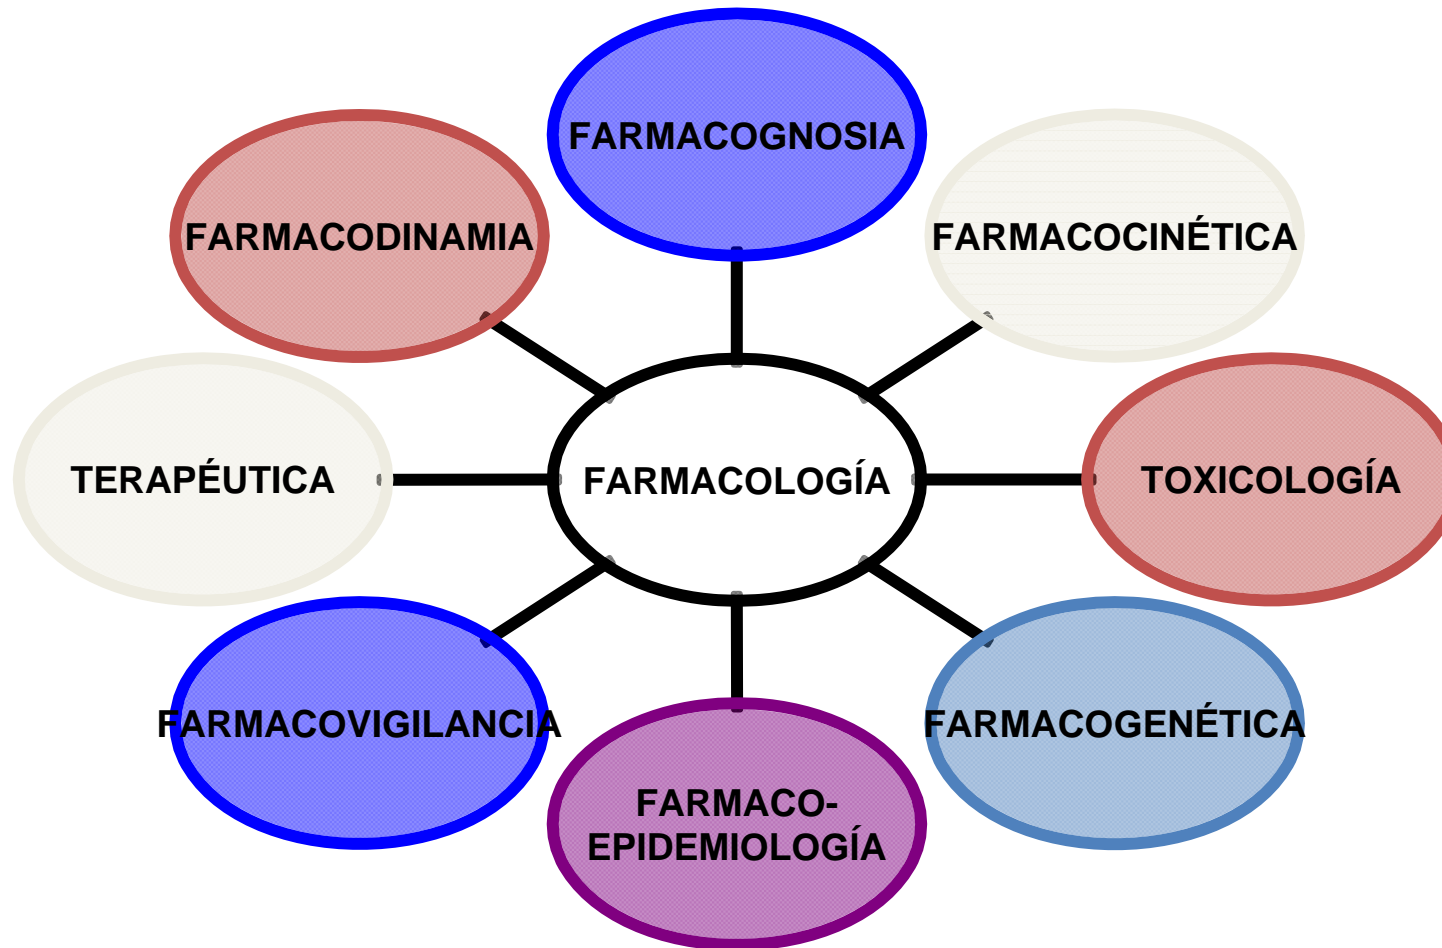 FARMACOGNOSIA
FARMACODINAMIA
FARMACOCINÉTICA
TERAPÉUTICA
FARMACOLOGÍA
TOXICOLOGÍA
FARMACOVIGILANCIA
FARMACOGENÉTICA
FARMACO-
EPIDEMIOLOGÍA